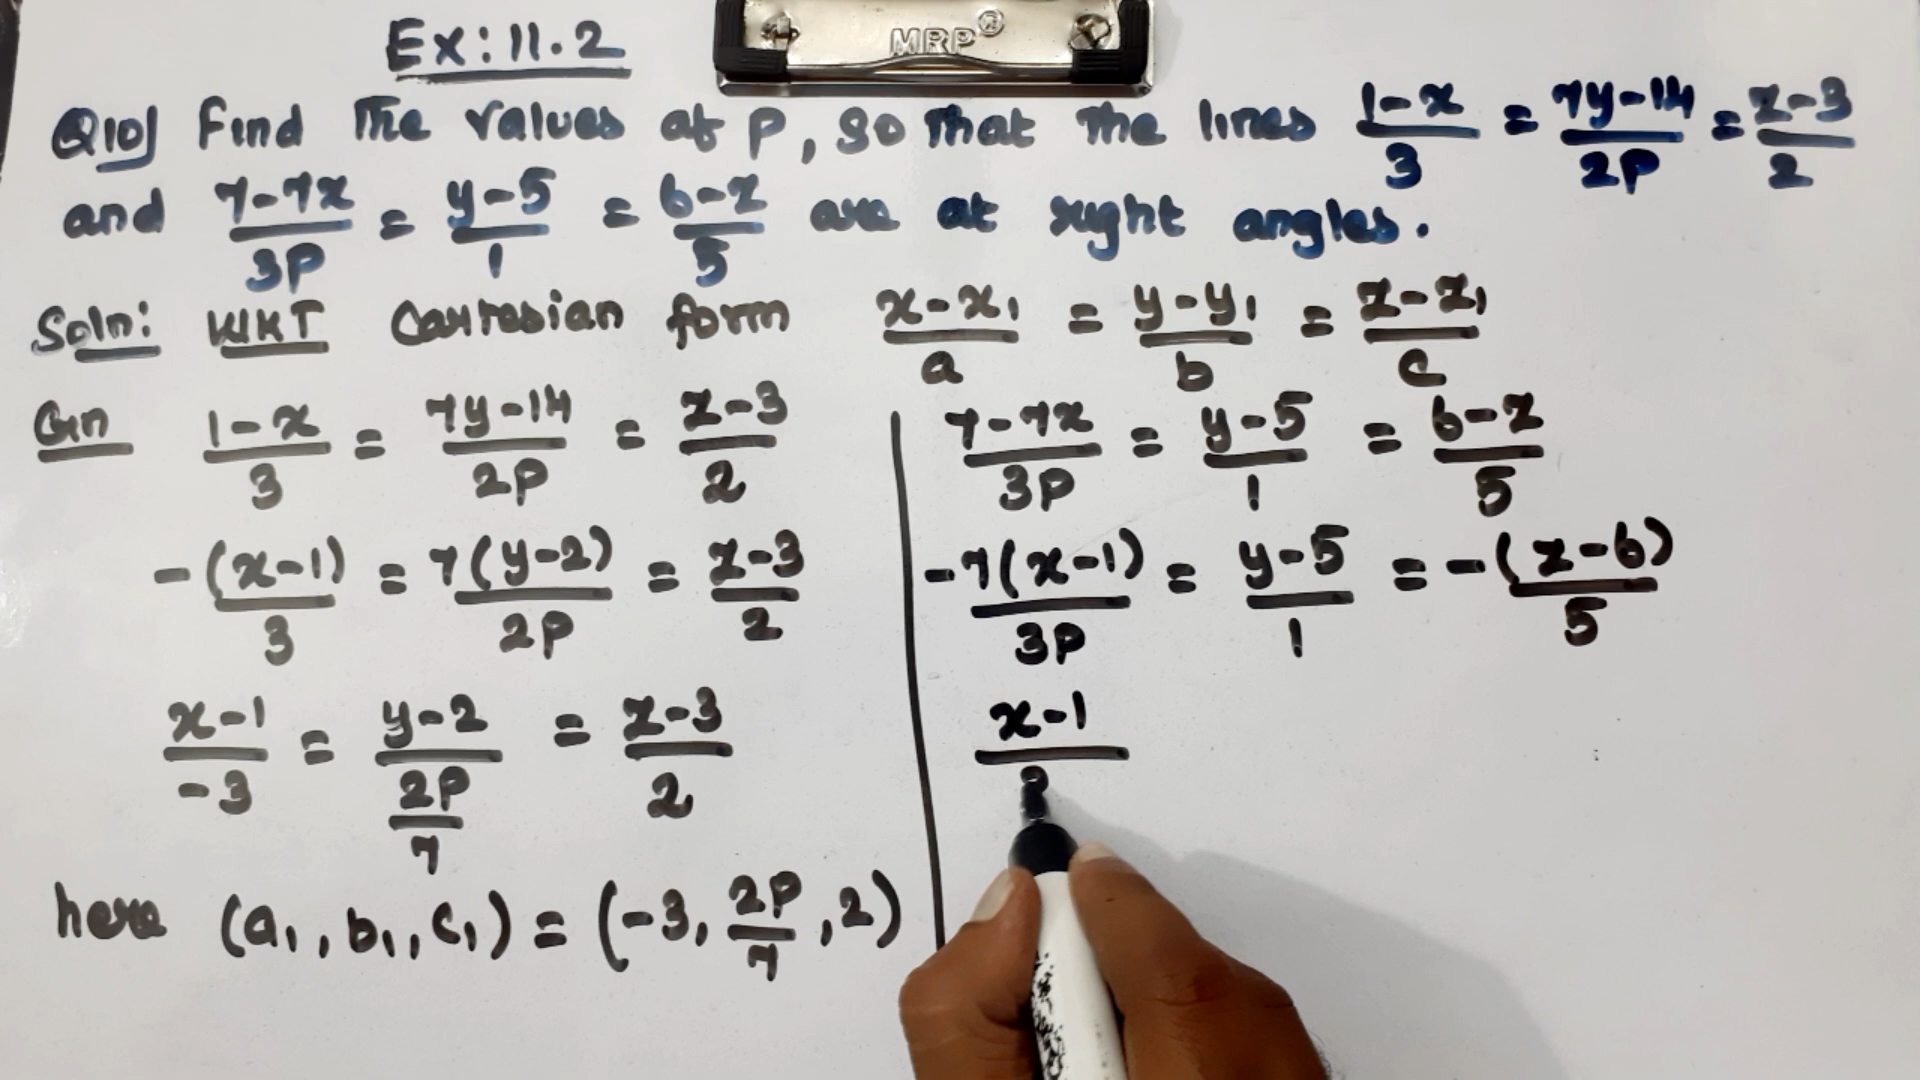 MRP®
Ex: 11.2
Q10) Find The values of P, so that the lines (1-x)/3 = (7y-14)/2P = (z-3)/2
and (7-7x)/3P = (y-5)/1 = (6-z)/5 are at right angles.
Soln: WKT Cartesian form (x-x₁)/a = (y-y₁)/b = (z-z₁)/c
Gn (1-x)/3 = (7y-14)/2P = (z-3)/2
-(x-1)/3 = 7(y-2)/2P = (z-3)/2
(x-1)/-3 = (y-2)/(2P/7) = (z-3)/2
here (a₁, b₁, c₁) = (-3, 2P/7, 2)
(7-7x)/3P = (y-5)/1 = (6-z)/5
-7(x-1)/3P = (y-5)/1 = -(z-6)/5
x-1